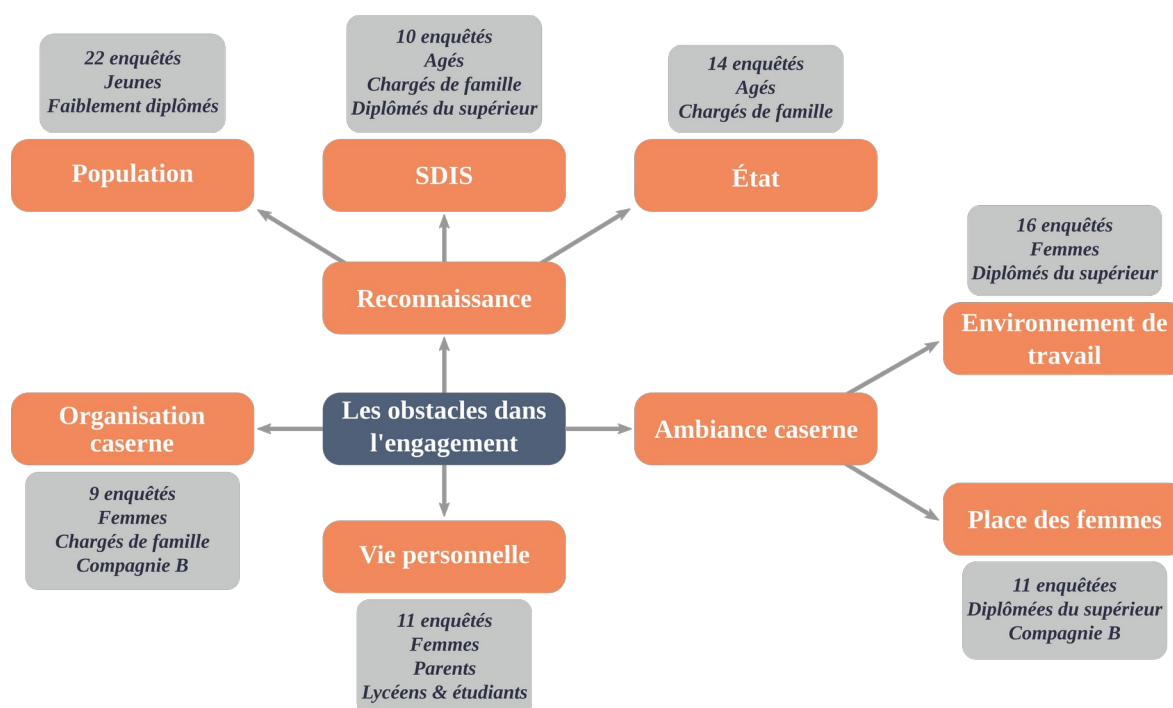 22 enquêtés
Jeunes
Faiblement diplômés
Population
10 enquêtés
Agés
Chargés de famille
Diplômés du supérieur
SDIS
14 enquêtés
Agés
Chargés de famille
État
Reconnaissance
16 enquêtés
Femmes
Diplômés du supérieur
Environnement de
travail
Organisation
caserne
9 enquêtés
Femmes
Chargés de famille
Compagnie B
Les obstacles dans
l'engagement
Ambiance caserne
Vie personnelle
11 enquêtés
Femmes
Parents
Lycéens & étudiants
Place des femmes
11 enquêtées
Diplômées du supérieur
Compagnie B